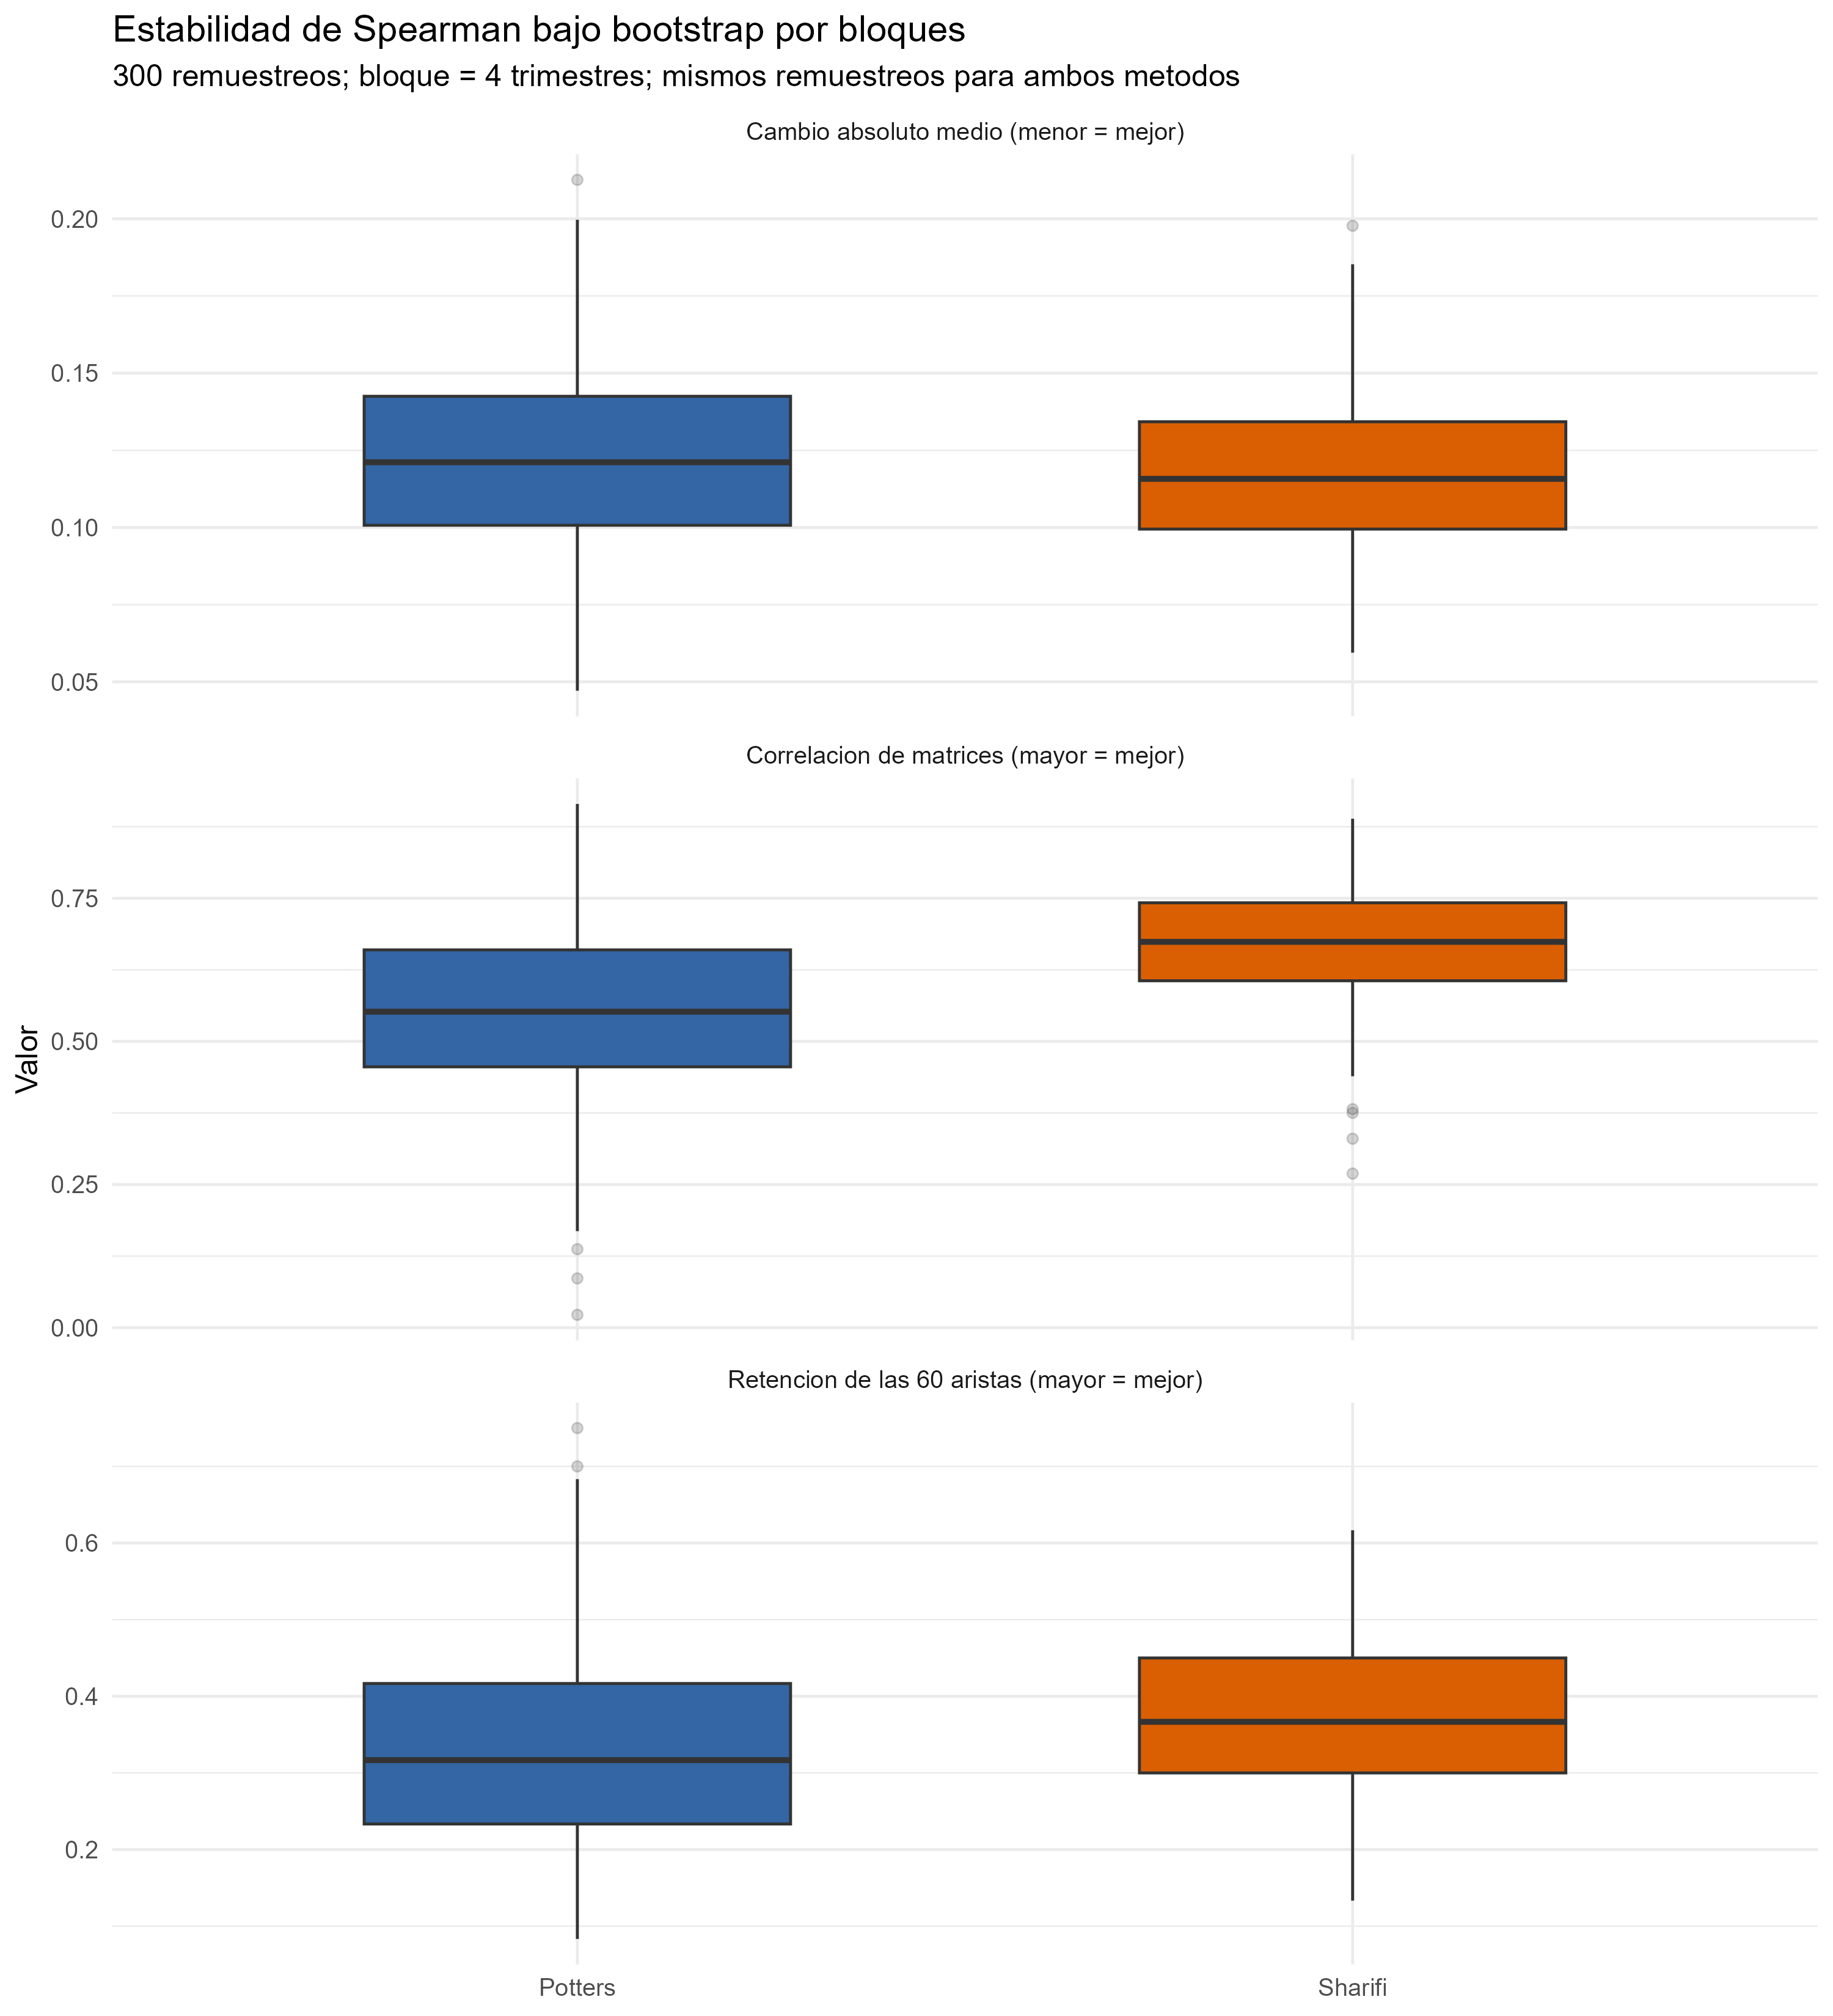 Estabilidad de Spearman bajo bootstrap por bloques
300 remuestreos; bloque = 4 trimestres; mismos remuestreos para ambos metodos
Cambio absoluto medio (menor = mejor)
0.20
0.15
0.10
0.05
Correlacion de matrices (mayor = mejor)
0.75
0.50
0.25
0.00
Valor
Retencion de las 60 aristas (mayor = mejor)
0.6
0.4
0.2
Potters
Sharifi